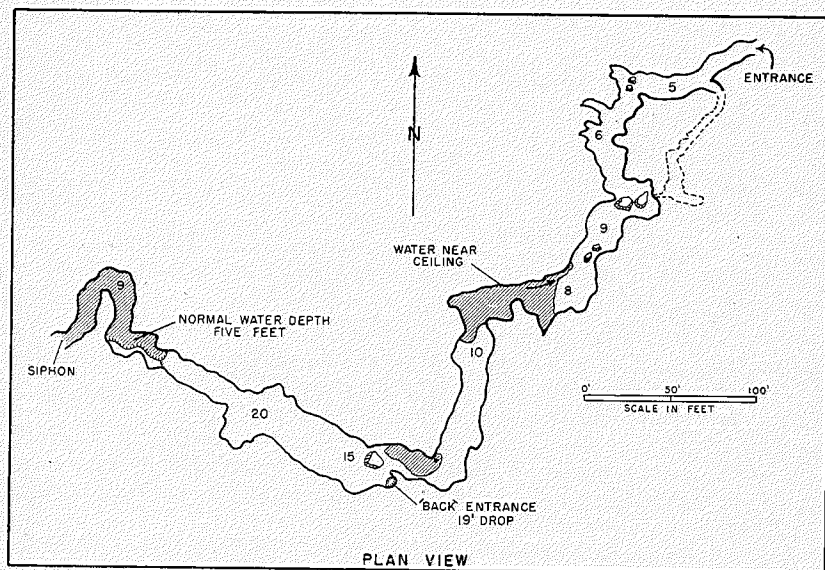 ENTRANCE
5
6
N
9
WATER NEAR
CEILING
8
9
NORMAL WATER DEPTH
FIVE FEET
SIPHON
10
0' 50' 100'
SCALE IN FEET
20
15
"BACK" ENTRANCE
19' DROP
PLAN VIEW